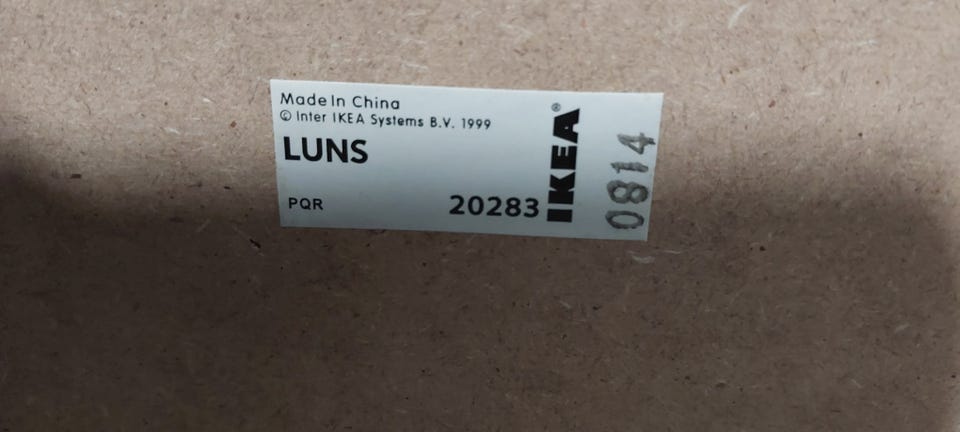 Made In China
© Inter IKEA Systems B.V. 1999
LUNS
PQR
20283
IKEA®
0814